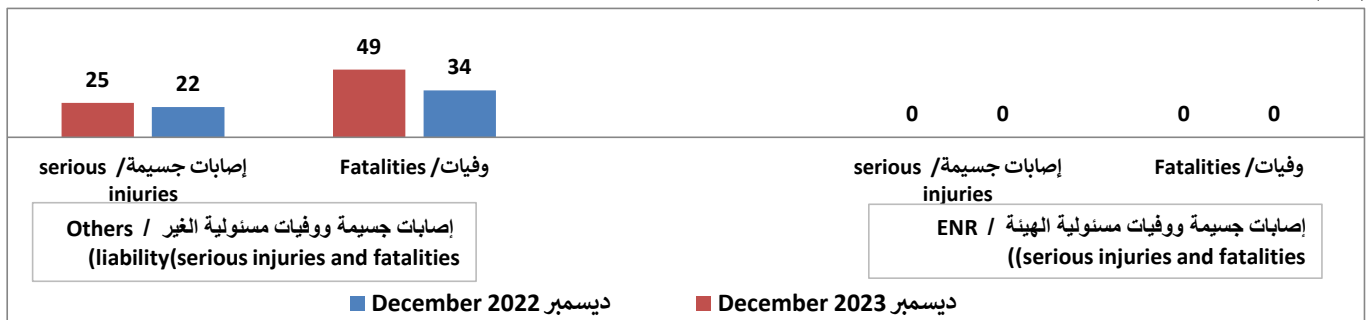 49
34
25
22
0
0
0
0
إصابات جسيمة/ serious
injuries
وفيات/ Fatalities
إصابات جسيمة/ serious
injuries
وفيات/ Fatalities
إصابات جسيمة ووفيات مسئولية الغير / Others
(liability(serious injuries and fatalities
إصابات جسيمة ووفيات مسئولية الهيئة / ENR
((serious injuries and fatalities
ديسمبر December 2022
ديسمبر December 2023